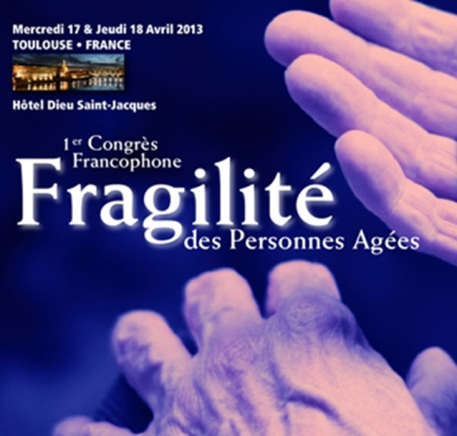 Mercredi 17 & Jeudi 18 Avril 2013
TOULOUSE • FRANCE
Hôtel Dieu Saint-Jacques
1er Congrès
Francophone
Fragilité
des Personnes Agées